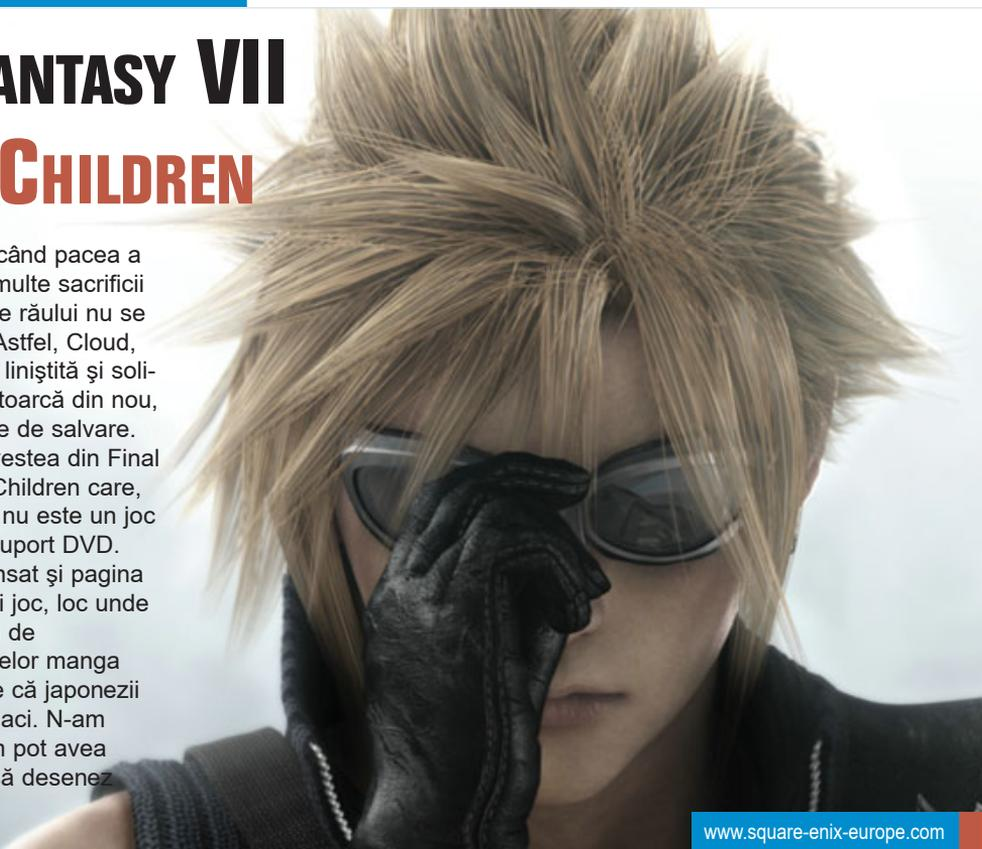 ANTASY VII
CHILDREN
când pacea a
multe sacrificii
e răului nu se
Astfel, Cloud,
liniştită şi soli-
toarcă din nou,
e de salvare.
vestea din Final
Children care,
nu este un joc
uport DVD.
nsat şi pagina
i joc, loc unde
de
elor manga
e că japonezii
aci. N-am
n pot avea
să desenez
www.square-enix-europe.com